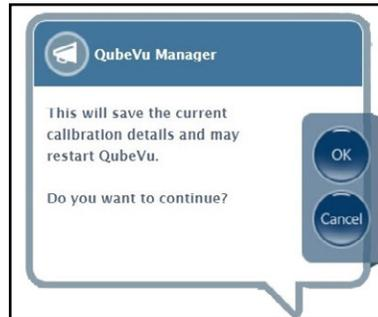 QubeVu Manager
This will save the current
calibration details and may
restart QubeVu.
Do you want to continue?
OK
Cancel